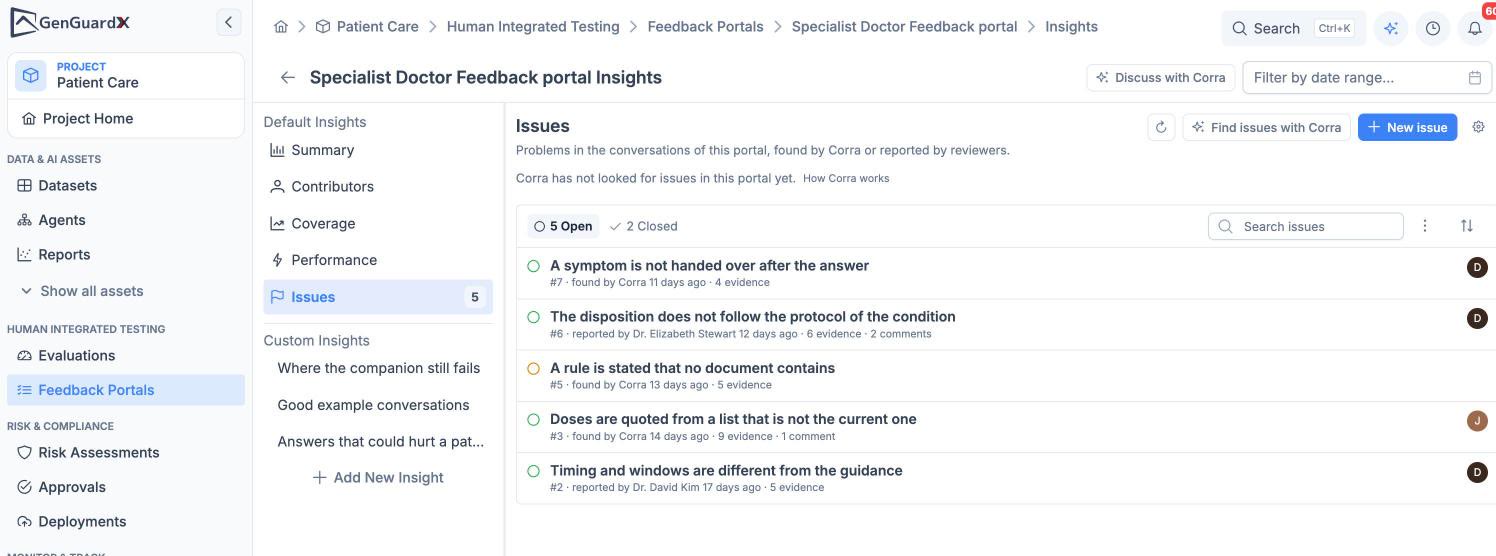 GenGuardX
PROJECT
Patient Care
Project Home
DATA & AI ASSETS
Datasets
Agents
Reports
Show all assets
HUMAN INTEGRATED TESTING
Evaluations
Feedback Portals
RISK & COMPLIANCE
Risk Assessments
Approvals
Deployments
MONITOR & TRACK
Patient Care
Human Integrated Testing
Feedback Portals
Specialist Doctor Feedback portal
Insights
Search Ctrl+K
60
Specialist Doctor Feedback portal Insights
Discuss with Corra
Filter by date range...
Default Insights
Summary
Contributors
Coverage
Performance
Issues 5
Custom Insights
Where the companion still fails
Good example conversations
Answers that could hurt a pat...
Add New Insight
Issues
Find issues with Corra
New issue
Problems in the conversations of this portal, found by Corra or reported by reviewers.
Corra has not looked for issues in this portal yet. How Corra works
5 Open 2 Closed
Search issues
A symptom is not handed over after the answer
#7 · found by Corra 11 days ago · 4 evidence
D
The disposition does not follow the protocol of the condition
#6 · reported by Dr. Elizabeth Stewart 12 days ago · 6 evidence · 2 comments
D
A rule is stated that no document contains
#5 · found by Corra 13 days ago · 5 evidence
Doses are quoted from a list that is not the current one
#3 · found by Corra 14 days ago · 9 evidence · 1 comment
J
Timing and windows are different from the guidance
#2 · reported by Dr. David Kim 17 days ago · 5 evidence
D